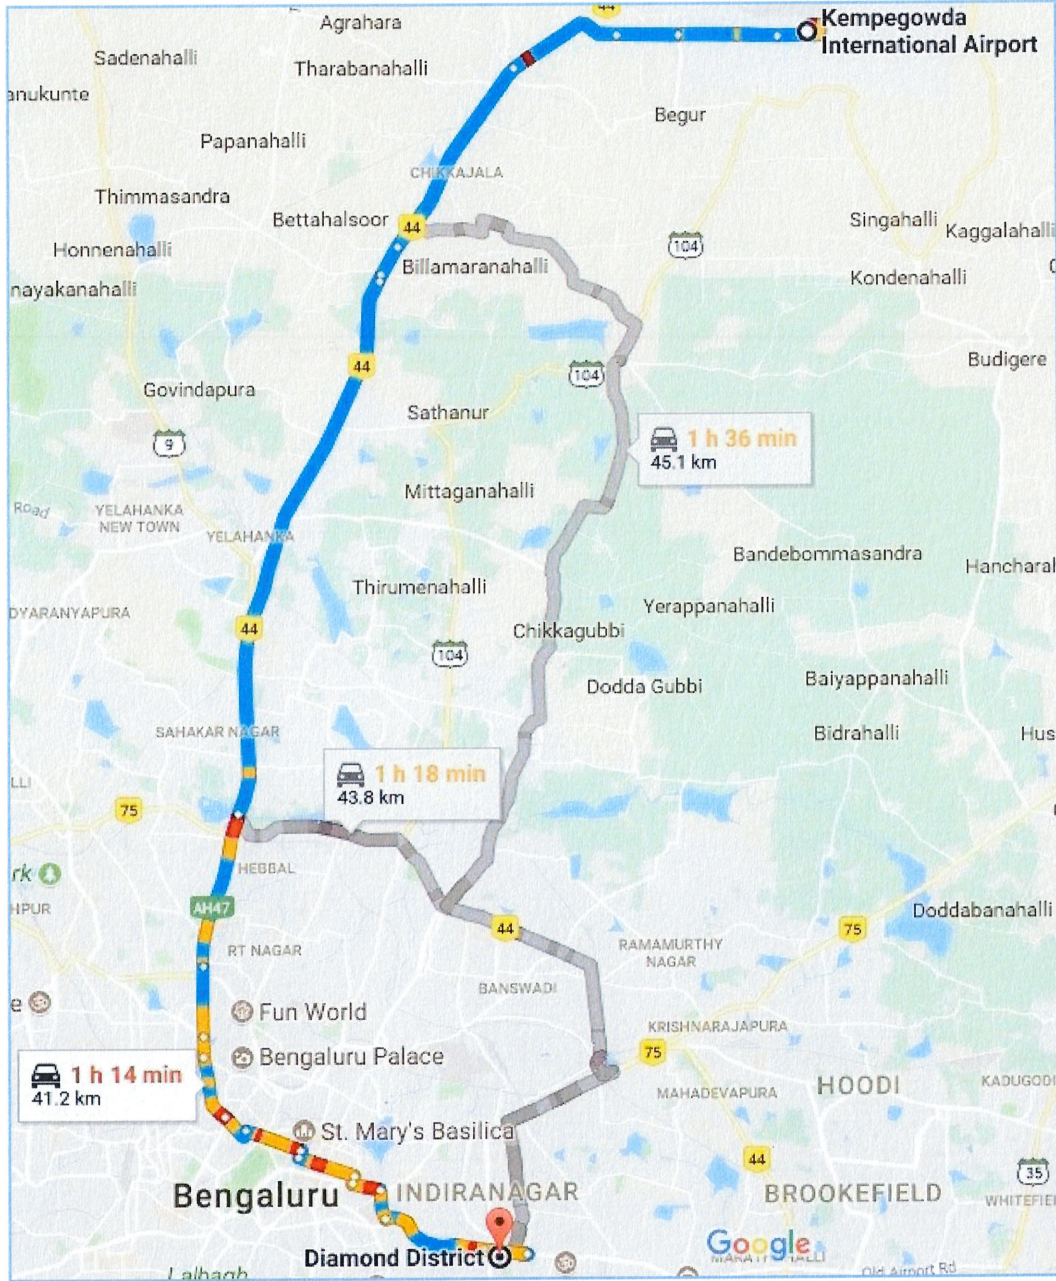 44
Kempegowda
International Airport
Agrahara
Sadenahalli
Tharabanahalli
anukunte
Begur
Papanahalli
CHIKKAJALA
Thimmasandra
Bettahalsoor
44
Singahalli
Kaggalahalli
104
Honnenahalli
Billamaranahalli
Kondenahalli
nayakanahalli
Budigere
44
104
Govindapura
Sathanur
9
1 h 36 min
45.1 km
Mittaganahalli
Road
YELAHANKA
NEW TOWN
YELAHANKA
Bandebommasandra
Hancharal
Thirumenahalli
DYARANYAPURA
Yerappanahalli
44
Chikkagubbi
104
Dodda Gubbi
Baiyappanahalli
SAHAKAR NAGAR
Bidrahalli
Hus
LLI
1 h 18 min
43.8 km
75
HEBBAL
rk
HPUR
AH47
Doddabanahalli
44
75
RT NAGAR
RAMAMURTHY
NAGAR
BANSWADI
e
Fun World
KRISHNARAJAPURA
Bengaluru Palace
75
1 h 14 min
41.2 km
HOODI
KADUGODI
MAHADEVAPURA
St. Mary's Basilica
44
35
Bengaluru
INDIRANAGAR
BROOKEFIELD
WHITEFIE
Google
Diamond District
Lalbagh
Old Airport Rd